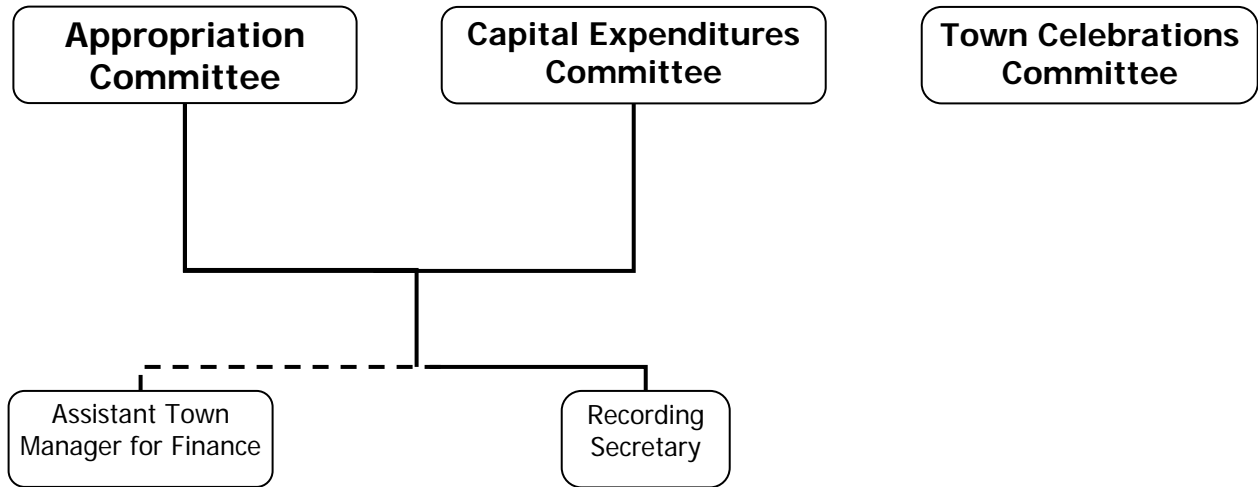 Appropriation
Committee
Capital Expenditures
Committee
Town Celebrations
Committee
Assistant Town
Manager for Finance
Recording
Secretary